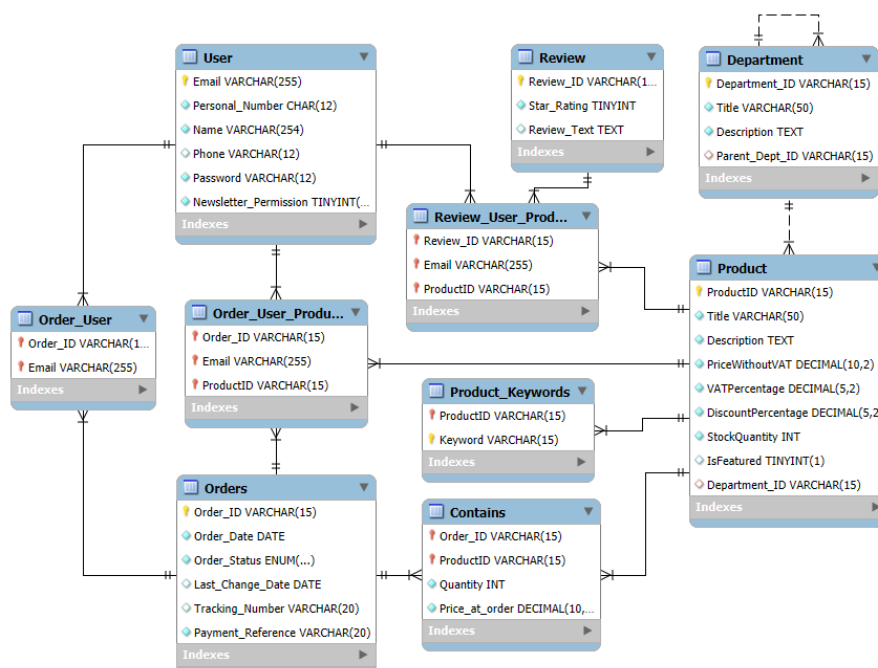 User
Email VARCHAR(255)
Personal_Number CHAR(12)
Name VARCHAR(254)
Phone VARCHAR(12)
Password VARCHAR(12)
Newsletter_Permission TINYINT(...
Indexes
Review
Review_ID VARCHAR(1...
Star_Rating TINYINT
Review_Text TEXT
Indexes
Department
Department_ID VARCHAR(15)
Title VARCHAR(50)
Description TEXT
Parent_Dept_ID VARCHAR(15)
Indexes
Review_User_Prod...
Review_ID VARCHAR(15)
Email VARCHAR(255)
ProductID VARCHAR(15)
Indexes
Product
ProductID VARCHAR(15)
Title VARCHAR(50)
Description TEXT
PriceWithoutVAT DECIMAL(10,2)
VATPercentage DECIMAL(5,2)
DiscountPercentage DECIMAL(5,2
StockQuantity INT
IsFeatured TINYINT(1)
Department_ID VARCHAR(15)
Indexes
Order_User
Order_ID VARCHAR(1...
Email VARCHAR(255)
Indexes
Order_User_Produ...
Order_ID VARCHAR(15)
Email VARCHAR(255)
ProductID VARCHAR(15)
Indexes
Product_Keywords
ProductID VARCHAR(15)
Keyword VARCHAR(15)
Indexes
Orders
Order_ID VARCHAR(15)
Order_Date DATE
Order_Status ENUM(...)
Last_Change_Date DATE
Tracking_Number VARCHAR(20)
Payment_Reference VARCHAR(20)
Indexes
Contains
Order_ID VARCHAR(15)
ProductID VARCHAR(15)
Quantity INT
Price_at_order DECIMAL(10,...
Indexes